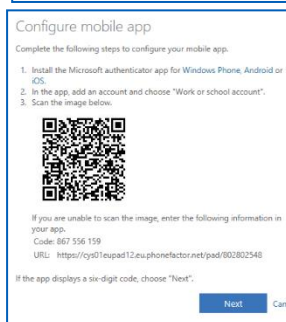 Configure mobile app
Complete the following steps to configure your mobile app.
1. Install the Microsoft authenticator app for Windows Phone, Android or
iOS.
2. In the app, add an account and choose "Work or school account".
3. Scan the image below.
If you are unable to scan the image, enter the following information in
your app.
Code: 867 556 159
URL: https://cys01eupad12.eu.phonefactor.net/pad/802802548
If the app displays a six-digit code, choose "Next".
Next Can